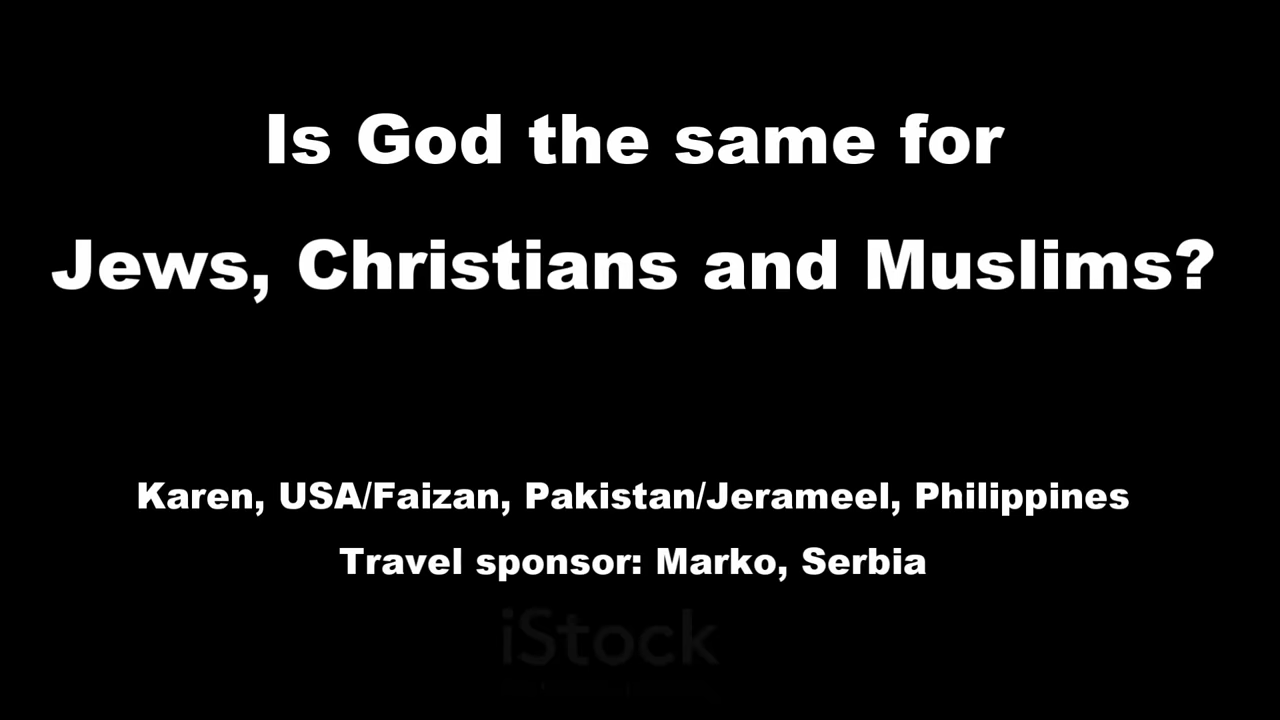 Is God the same for
Jews, Christians and Muslims?
Karen, USA/Faizan, Pakistan/Jerameel, Philippines
Travel sponsor: Marko, Serbia
iStock